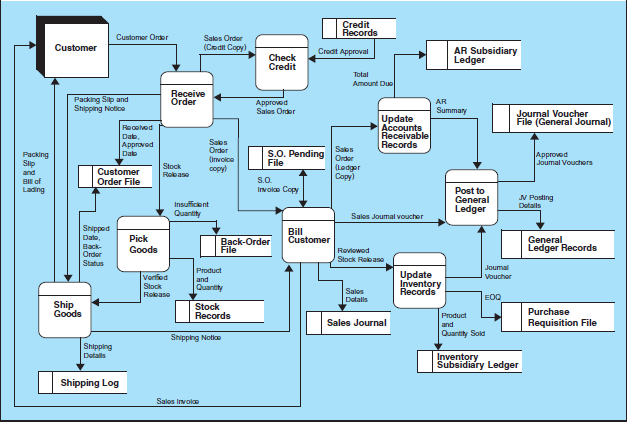 Customer
Customer Order
Sales Order
(Credit Copy)
Check
Credit
Credit
Records
Credit Approval
AR Subsidiary
Ledger
Total
Amount Due
Receive
Order
Approved
Sales Order
Packing Slip and
Shipping Notice
Received
Date,
Approved
Date
Customer
Order File
Stock
Release
Sales
Order
(Invoice
copy)
S.O. Pending
File
S.O.
Invoice Copy
Sales
Order
(Ledger
Copy)
Update
Accounts
Receivable
Records
AR
Summary
Journal Voucher
File (General Journal)
Approved
Journal Vouchers
Post to
General
Ledger
JV Posting
Details
General
Ledger Records
Packing
Slip
and
Bill of
Lading
Shipped
Date,
Back-
Order
Status
Pick
Goods
Insufficient
Quantity
Back-Order
File
Bill
Customer
Sales Journal voucher
Reviewed
Stock Release
Update
Inventory
Records
Journal
Voucher
EOQ
Purchase
Requisition File
Verified
Stock
Release
Product
and
Quantity
Stock
Records
Ship
Goods
Shipping Notice
Sales
Details
Sales Journal
Product
and
Quantity Sold
Inventory
Subsidiary Ledger
Shipping
Details
Shipping Log
Sales Invoice